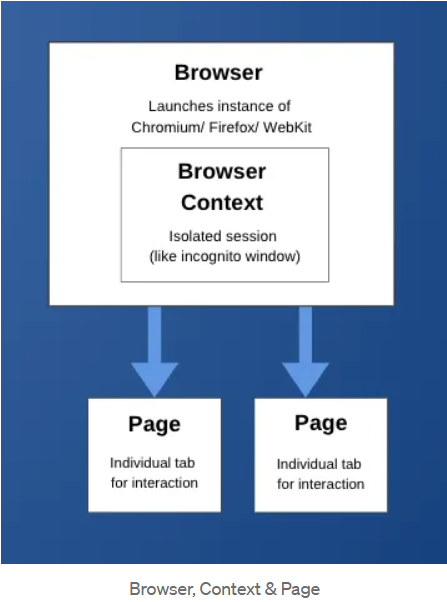 Browser
Launches instance of
Chromium/ Firefox/ WebKit
Browser
Context
Isolated session
(like incognito window)
Page
Individual tab
for interaction
Page
Individual tab
for interaction
Browser, Context & Page